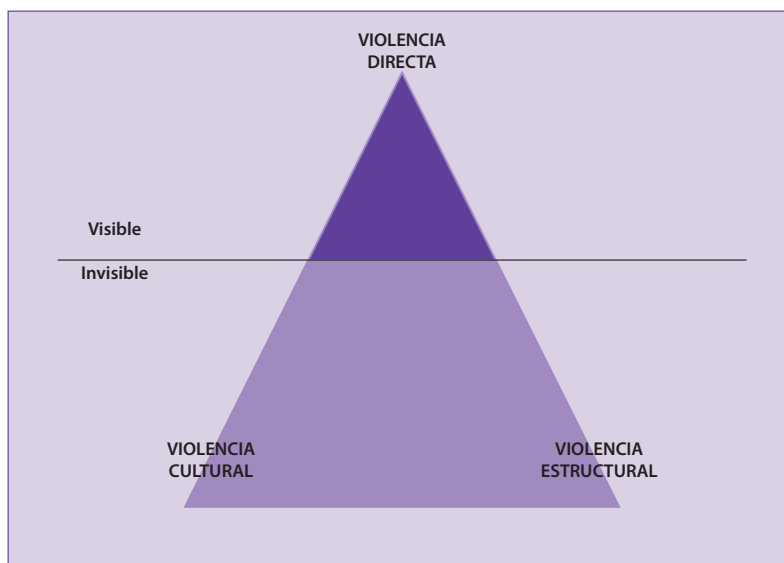 VIOLENCIA
DIRECTA
Visible
Invisible
VIOLENCIA
CULTURAL
VIOLENCIA
ESTRUCTURAL